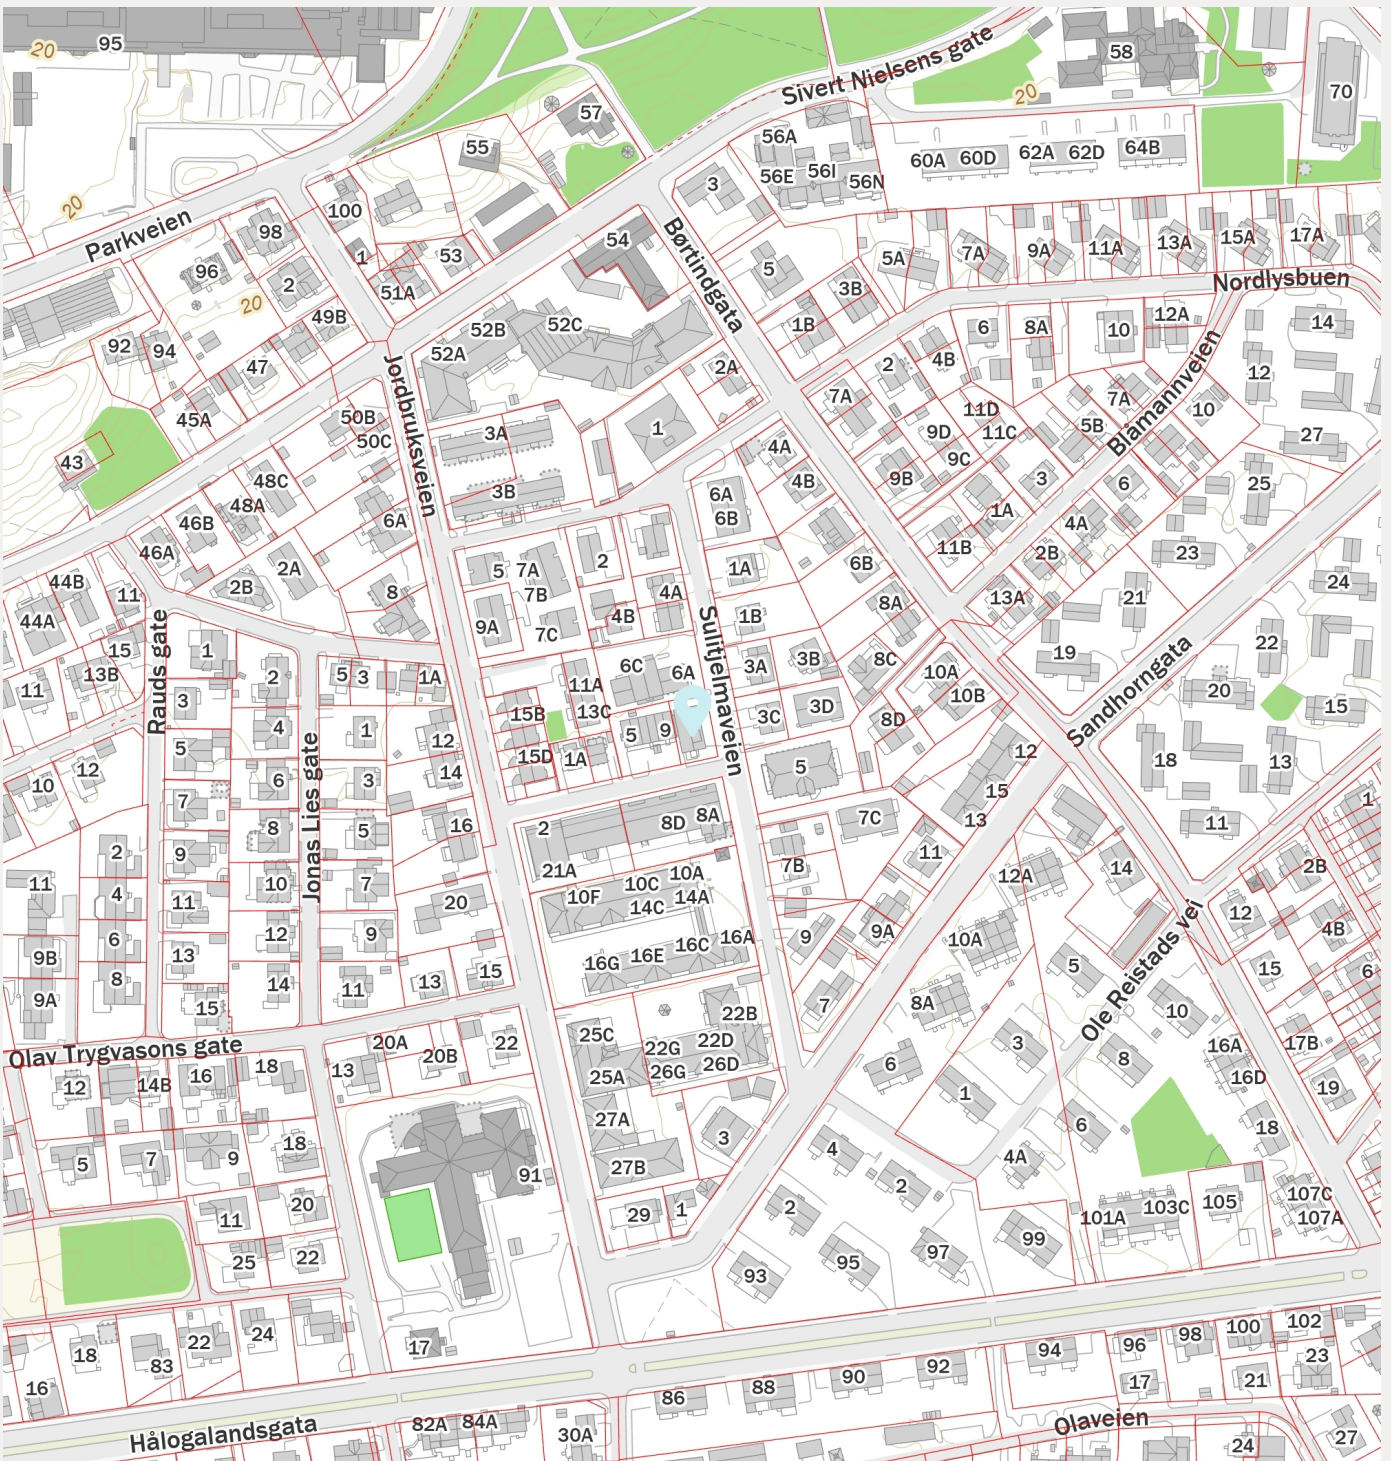 95
20
58
70
Sivert Nielsens gate
20
57
56A
55
60A 60D 62A 62D 64B
56E 56I
56N
3
20
100
Parkveien
98
54
Børtindgata
1
53
5
5A
7A
9A
11A
13A
15A
17A
96
2
51A
3B
Nordlysbuen
20
49B
52B
52C
1B
6
8A
10
12A
14
92
94
52A
Jordbruksveien
47
2A
2
4B
12
45A
50B
50C
7A
11D
11C
7A
10
3A
1
9D
9C
5B
Blåmannveien
27
43
4A
4B
9B
3
6
25
48C
48A
46B
3B
6A
6A
6B
1A
4A
46A
11B
2B
23
2B
2A
5
7A
2
1A
6B
44B
11
8
7B
4A
13A
21
24
44A
9A
7C
4B
1B
8A
15
1
Sulitjelmaveien
22
13B
2
5
3
1A
6C
6A
3A
3B
8C
10A
19
11
11A
10B
Sandhorngata
20
Rauds gate
3
15B
13C
3C
3D
8D
15
5
4
1
12
5
9
12
18
13
12
10
6
3
14
15D
1A
5
15
7
Jonas Lies gate
8
5
16
2
8D
8A
7C
13
11
1
2
9
21A
7B
11
14
2B
11
10
7
10C
10A
12A
4
11
20
10F
14C
14A
12
4B
6
12
9
16A
9
9A
10A
9B
13
16E
16C
15
6
8
13
15
16G
5
Ole Reistads vei
9A
14
11
7
8A
15
22B
10
25C
22D
3
17B
Olav Trygvasons gate
20A
20B
22
22G
26G
26D
8
16A
16D
12
14B
16
18
13
25A
6
1
19
27A
6
18
5
7
9
18
3
4
4A
91
27B
2
107C
11
20
29
1
2
101A
103C
105
107A
25
22
99
97
93
95
18
83
22
24
17
94
96
98
100
102
16
86
88
90
92
17
21
23
Hålogalandsgata
82A
84A
30A
Olaveien
24
27